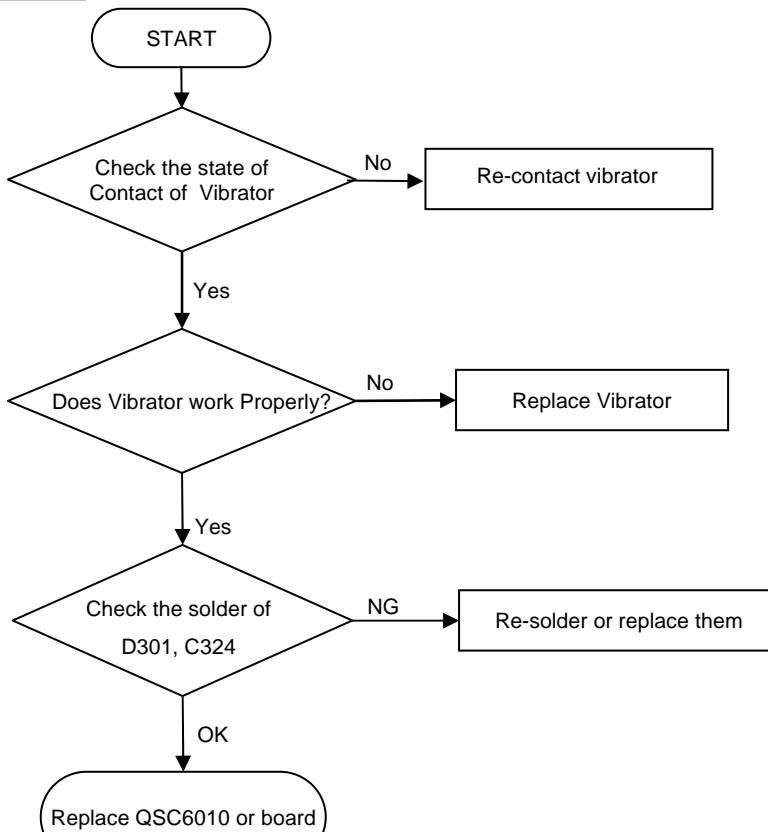 START
Check the state of
Contact of Vibrator
No
Re-contact vibrator
Yes
Does Vibrator work Properly?
No
Replace Vibrator
Yes
Check the solder of
D301, C324
NG
Re-solder or replace them
OK
Replace QSC6010 or board